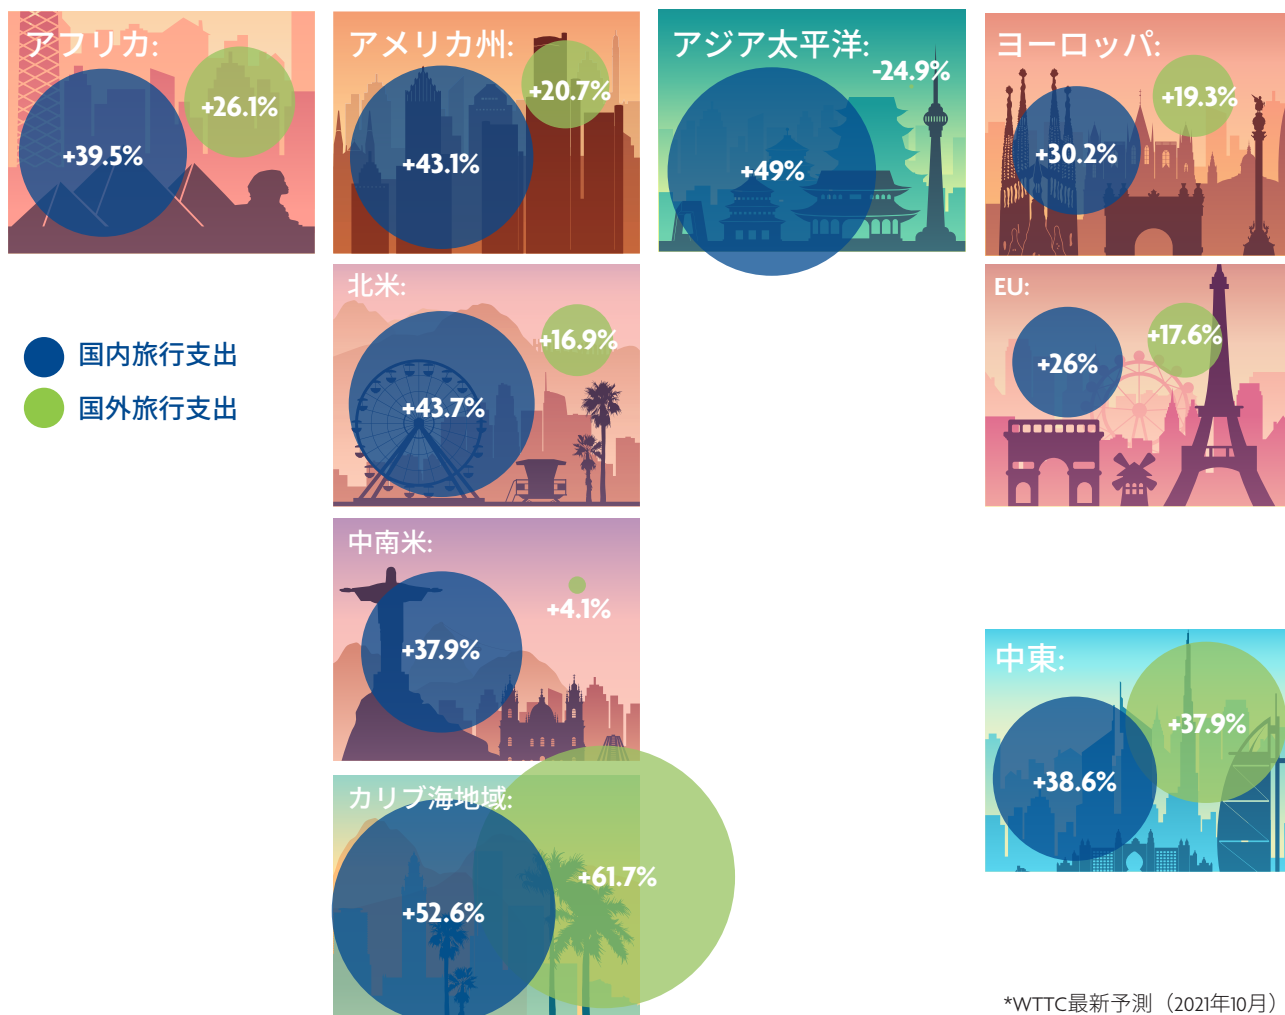 アフリカ:
+26.1%
+39.5%
アメリカ州:
+20.7%
+43.1%
アジア太平洋:
-24.9%
+49%
ヨーロッパ:
+19.3%
+30.2%
国内旅行支出
国外旅行支出
北米:
+16.9%
+43.7%
EU:
+17.6%
+26%
中南米:
+4.1%
+37.9%
カリブ海地域:
+61.7%
+52.6%
中東:
+37.9%
+38.6%
*WTTC最新予測（2021年10月）